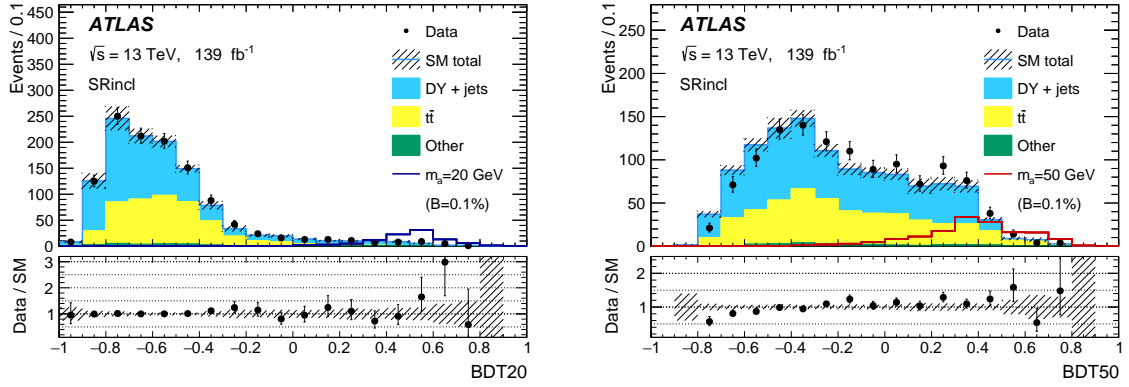 Events / 0.1
450
400
350
300
250
200
150
100
50
0
ATLAS
√s = 13 TeV, 139 fb⁻¹
SRincl
Data
SM total
DY + jets
tt̄
Other
mₐ=20 GeV
(B=0.1%)
Data / SM
3
2
1
−1 −0.8 −0.6 −0.4 −0.2 0 0.2 0.4 0.6 0.8 1
BDT20
Events / 0.1
250
200
150
100
50
0
ATLAS
√s = 13 TeV, 139 fb⁻¹
SRincl
Data
SM total
DY + jets
tt̄
Other
mₐ=50 GeV
(B=0.1%)
Data / SM
2
1
−1 −0.8 −0.6 −0.4 −0.2 0 0.2 0.4 0.6 0.8 1
BDT50